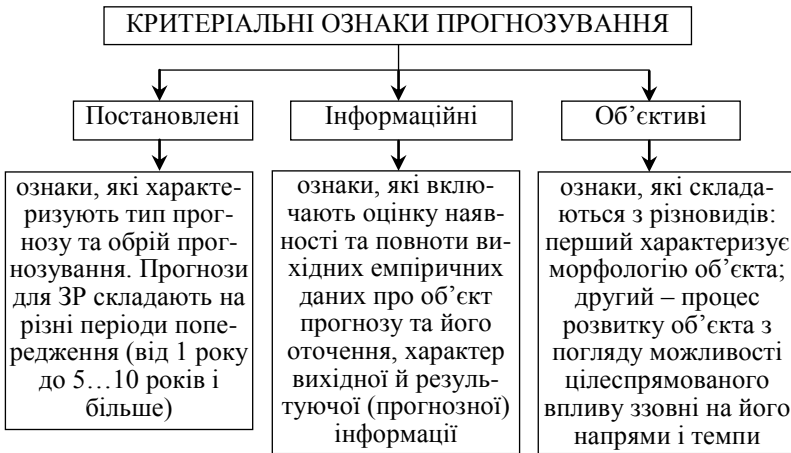 КРИТЕРІАЛЬНІ ОЗНАКИ ПРОГНОЗУВАННЯ
Постановлені
Інформаційні
Об’єктиві
ознаки, які характе-
ризують тип прог-
нозу та обрій прог-
нозування. Прогнози
для ЗР складають на
різні періоди попе-
редження (від 1 року
до 5…10 років і
більше)
ознаки, які вклю-
чають оцінку наяв-
ності та повноти ви-
хідних емпіричних
даних про об’єкт
прогнозу та його
оточення, характер
вихідної й резуль-
туючої (прогнозної)
інформації
ознаки, які склада-
ються з різновидів:
перший характеризує
морфологію об’єкта;
другий – процес
розвитку об’єкта з
погляду можливості
цілеспрямованого
впливу ззовні на його
напрями і темпи